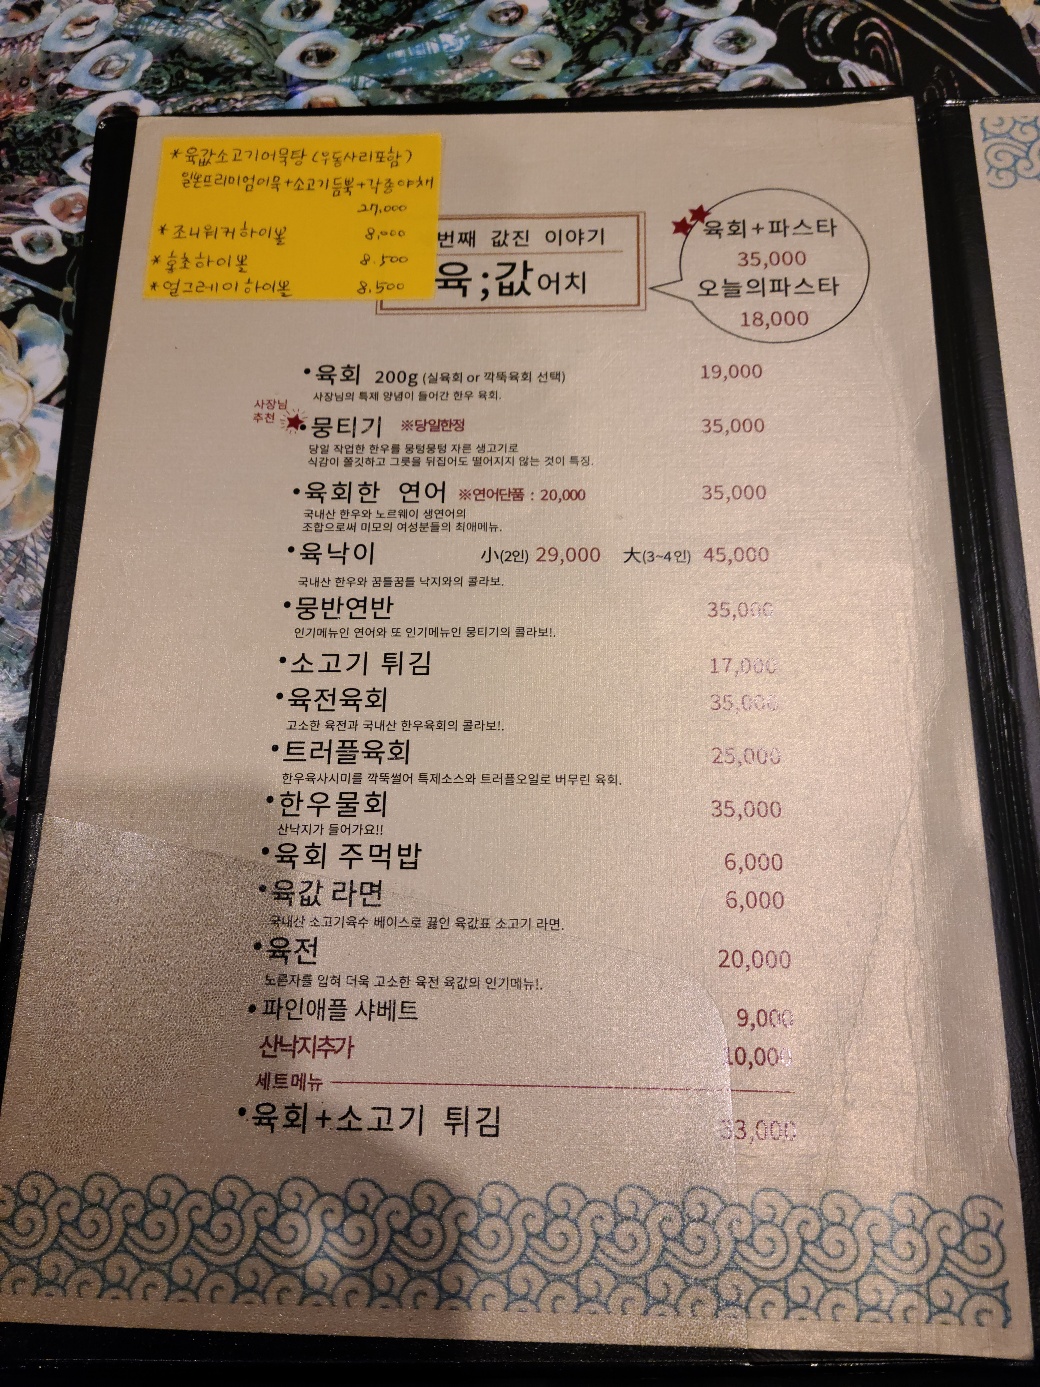 *육값소고기어묵탕 (우동사리포함)
일본프리미엄어묵+소고기듬뿍+각종야채
27,000
*조니워커하이볼 8,000
*홍초하이볼 8.500
*얼그레이하이볼 8,500
번째 값진 이야기
육;값어치
육회+파스타
35,000
오늘의파스타
18,000
•육회 200g (실육회 or 깍뚝육회 선택) 19,000
사장님의 특제 양념이 들어간 한우 육회.
사장님
추천
•뭉티기 ※당일한정 35,000
당일 작업한 한우를 뭉텅뭉텅 자른 생고기로
식감이 쫄깃하고 그릇을 뒤집어도 떨어지지 않는 것이 특징.
•육회한 연어 ※연어단품 : 20,000 35,000
국내산 한우와 노르웨이 생연어의
조합으로써 미모의 여성분들의 최애메뉴.
•육낙이 小(2인) 29,000 大(3~4인) 45,000
국내산 한우와 꿈틀꿈틀 낙지와의 콜라보.
•뭉반연반 35,000
인기메뉴인 연어와 또 인기메뉴인 뭉티기의 콜라보!.
•소고기 튀김 17,000
•육전육회 35,000
고소한 육전과 국내산 한우육회의 콜라보!.
•트러플육회 25,000
한우육사시미를 깍뚝썰어 특제소스와 트러플오일로 버무린 육회.
•한우물회 35,000
산낙지가 들어가요!!
•육회 주먹밥 6,000
•육값 라면 6,000
국내산 소고기육수 베이스로 끓인 육값표 소고기 라면.
•육전 20,000
노른자를 입혀 더욱 고소한 육전 육값의 인기메뉴!.
•파인애플 샤베트 9,000
산낙지추가 10,000
세트메뉴
•육회+소고기 튀김 33,000